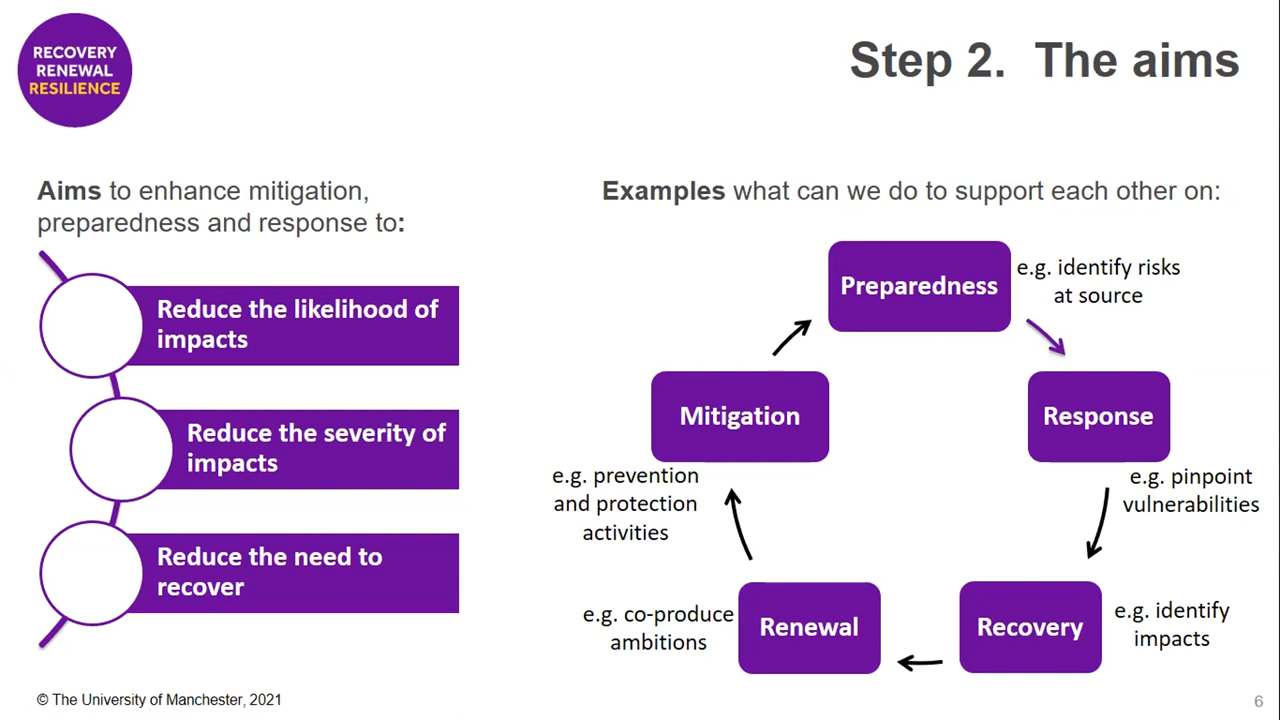 RECOVERY
RENEWAL
RESILIENCE
Step 2. The aims
Aims to enhance mitigation,
preparedness and response to:
Reduce the likelihood of
impacts
Reduce the severity of
impacts
Reduce the need to
recover
Examples what can we do to support each other on:
Preparedness
e.g. identify risks
at source
Response
e.g. pinpoint
vulnerabilities
Recovery
e.g. identify
impacts
Renewal
e.g. co-produce
ambitions
Mitigation
e.g. prevention
and protection
activities
© The University of Manchester, 2021
6